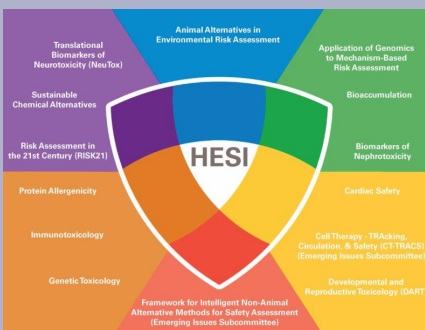 Animal Alternatives in
Environmental Risk Assessment
Translational
Biomarkers of
Neurotoxicity (NeuTox)
Sustainable
Chemical Alternatives
Risk Assessment in
the 21st Century (RISK21)
Application of Genomics
to Mechanism-Based
Risk Assessment
Bioaccumulation
Biomarkers of
Nephrotoxicity
HESI
Protein Allergenicity
Immunotoxicology
Genetic Toxicology
Cardiac Safety
Cell Therapy - TRAcking,
Circulation, & Safety (CT-TRACS)
(Emerging Issues Subcommittee)
Developmental and
Reproductive Toxicology (DART)
Framework for Intelligent Non-Animal
Alternative Methods for Safety Assessment
(Emerging Issues Subcommittee)